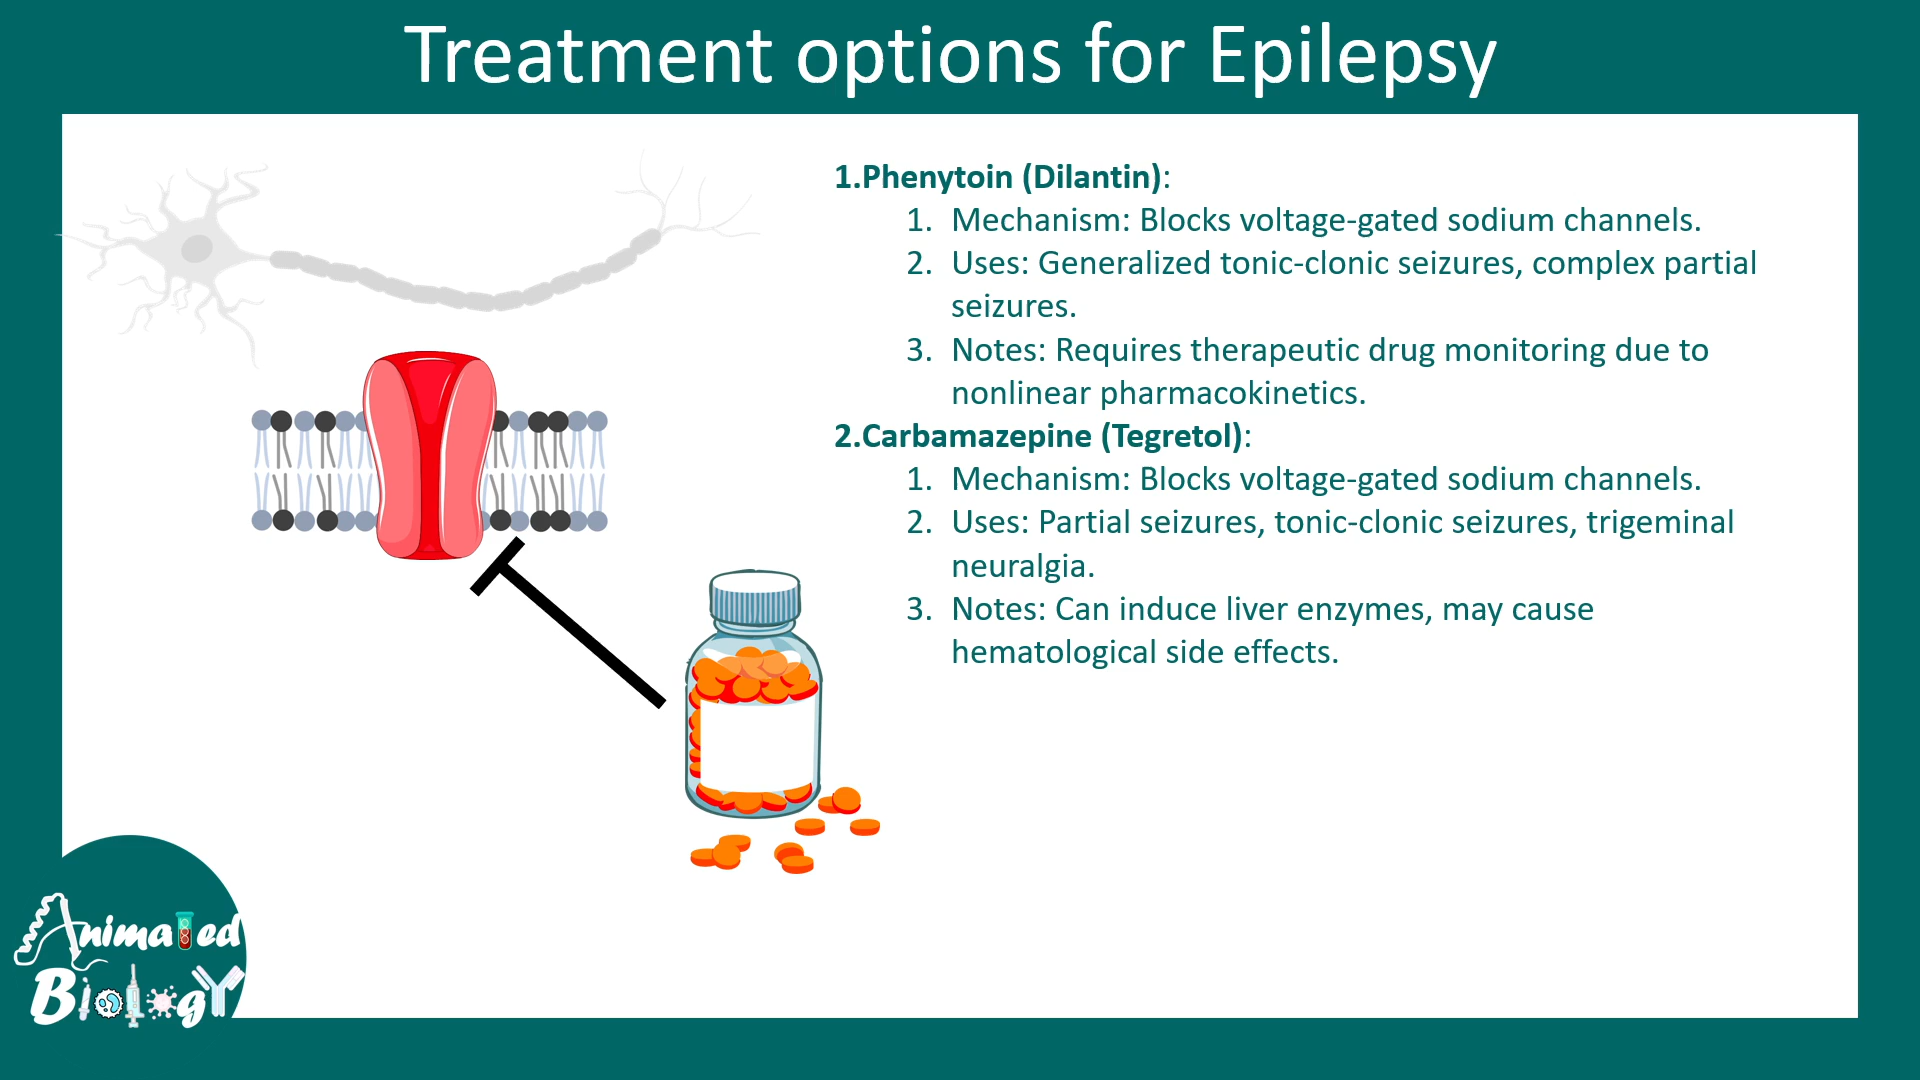 Treatment options for Epilepsy
1.Phenytoin (Dilantin):
1. Mechanism: Blocks voltage-gated sodium channels.
2. Uses: Generalized tonic-clonic seizures, complex partial
seizures.
3. Notes: Requires therapeutic drug monitoring due to
nonlinear pharmacokinetics.
2.Carbamazepine (Tegretol):
1. Mechanism: Blocks voltage-gated sodium channels.
2. Uses: Partial seizures, tonic-clonic seizures, trigeminal
neuralgia.
3. Notes: Can induce liver enzymes, may cause
hematological side effects.
Animated
Biology